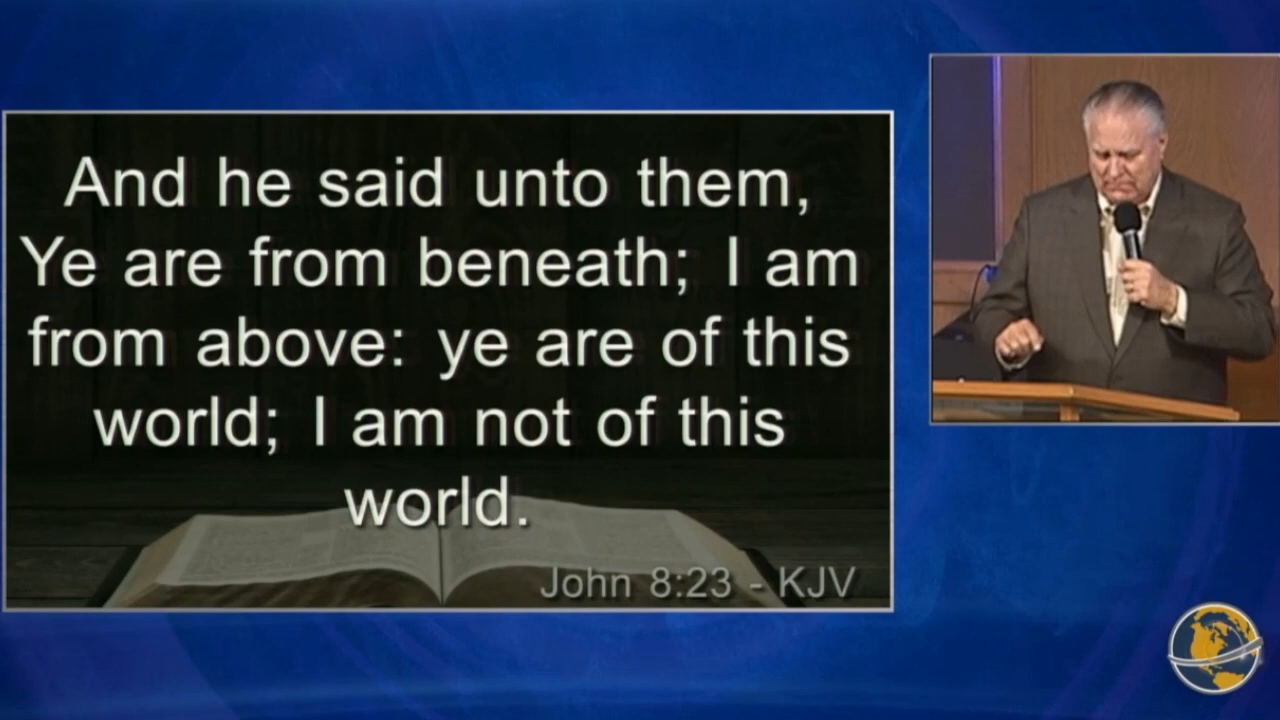 And he said unto them,
Ye are from beneath; I am
from above: ye are of this
world; I am not of this
world.
John 8:23 - KJV